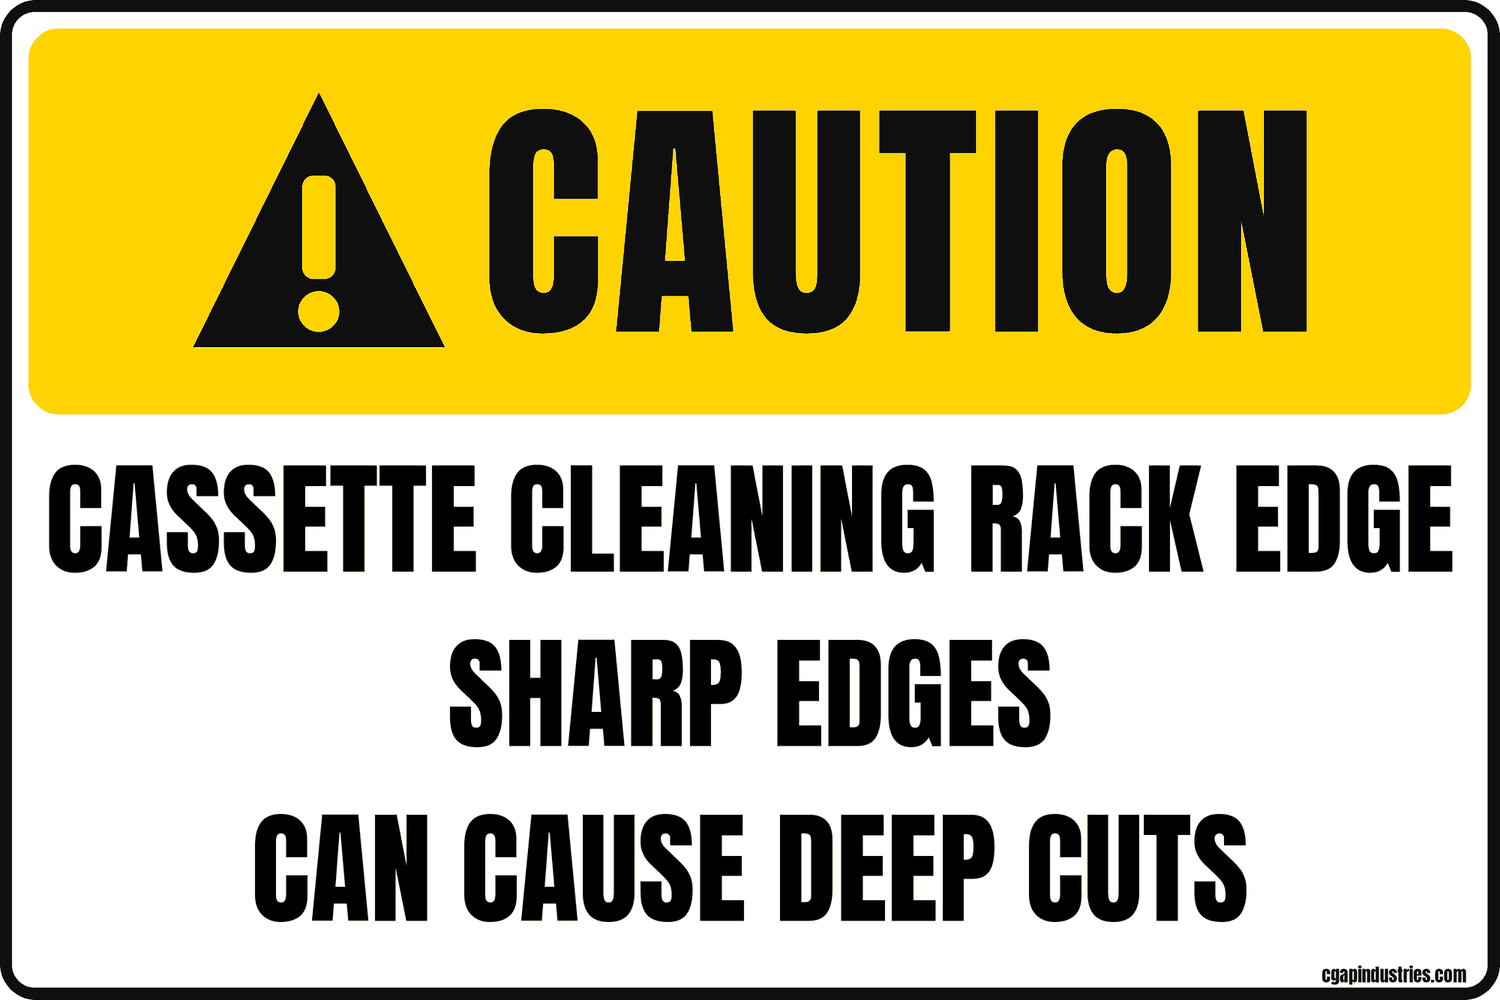 CAUTION
CASSETTE CLEANING RACK EDGE
SHARP EDGES
CAN CAUSE DEEP CUTS
cgapindustries.com